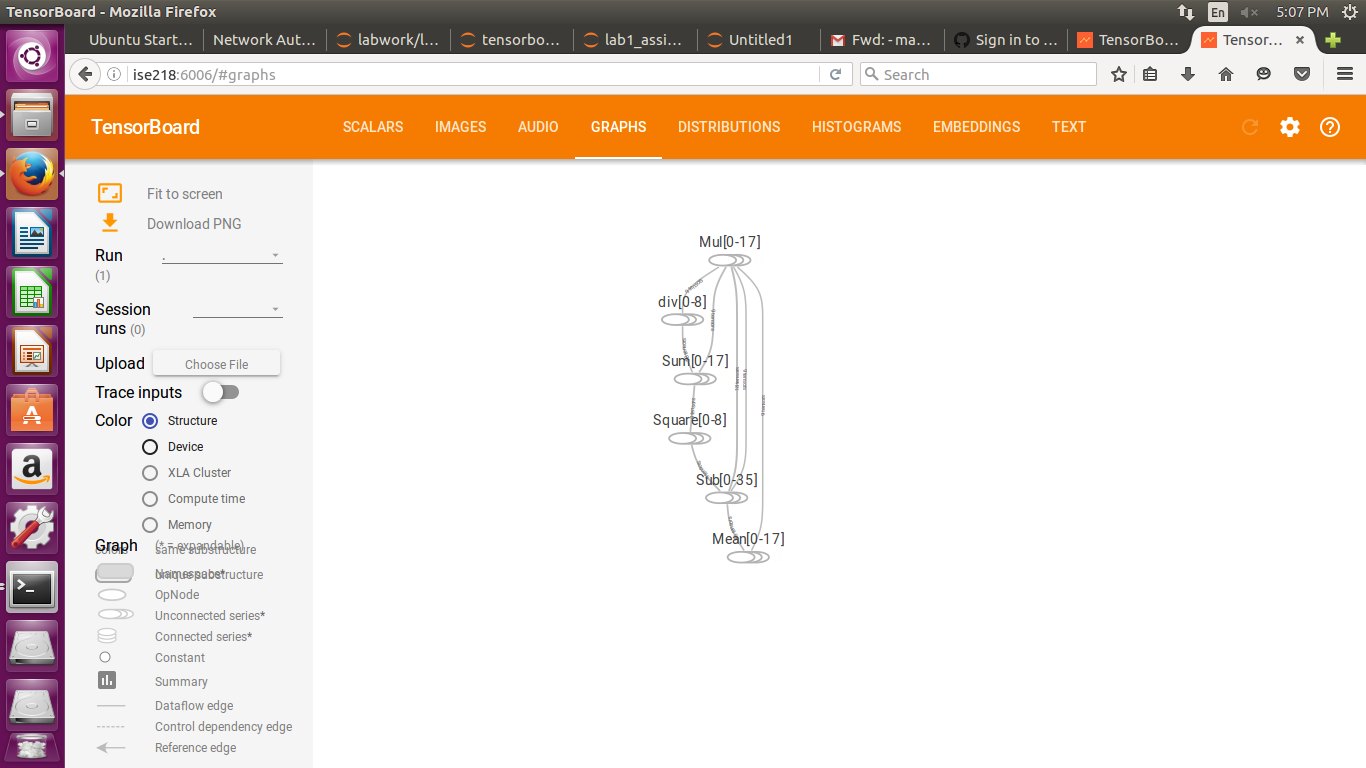 TensorBoard - Mozilla Firefox
En
5:07 PM
Ubuntu Start...
Network Aut...
labwork/l...
tensorbo...
lab1_assi...
Untitled1
Fwd: - ma...
Sign in to ...
TensorBo...
Tensor...
ise218:6006/#graphs
Search
TensorBoard
SCALARS
IMAGES
AUDIO
GRAPHS
DISTRIBUTIONS
HISTOGRAMS
EMBEDDINGS
TEXT
Fit to screen
Download PNG
Run
.
(1)
Session
runs (0)
Upload
Choose File
Trace inputs
Color
Structure
Device
XLA Cluster
Compute time
Memory
Graph
(* = expandable)
colors
same substructure
Namespace*
unique substructure
OpNode
Unconnected series*
Connected series*
Constant
Summary
Dataflow edge
Control dependency edge
Reference edge
Mul[0-17]
div[0-8]
Sum[0-17]
Square[0-8]
Sub[0-35]
Mean[0-17]